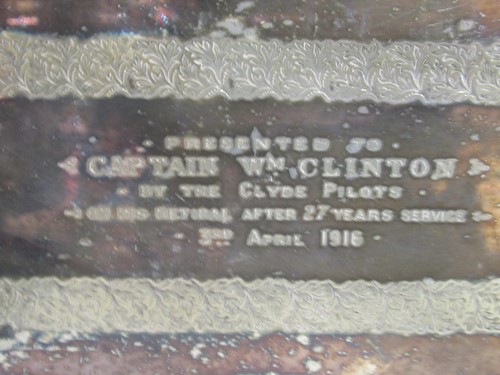 · PRESENTED TO ·
CAPTAIN WM. CLINTON
· BY THE CLYDE PILOTS ·
ON HIS RETIRAL AFTER 27 YEARS SERVICE
· 3RD APRIL 1916 ·